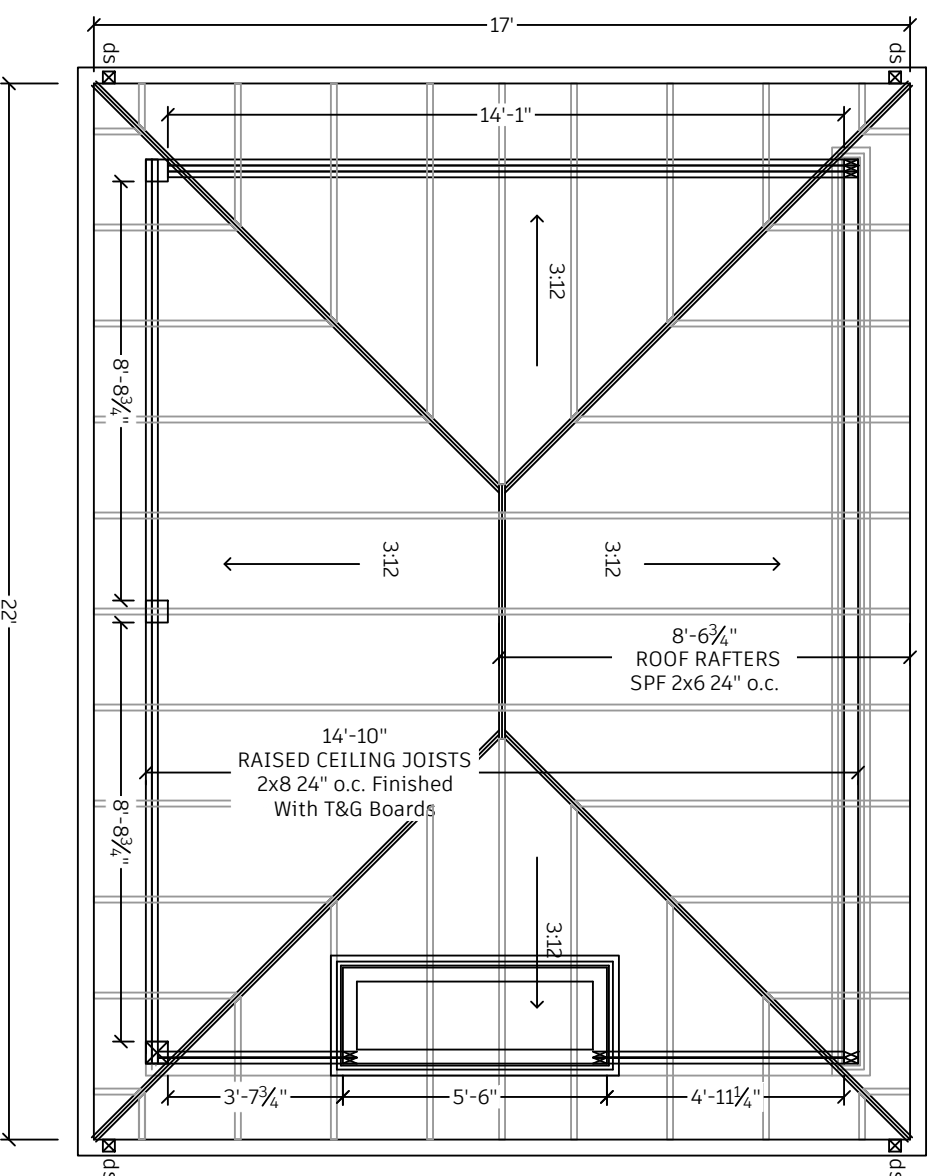 17'
ds
ds
14'-1"
3:12
8'-8¾"
3:12
3:12
22'
8'-6¾"
ROOF RAFTERS
SPF 2x6 24" o.c.
14'-10"
RAISED CEILING JOISTS
2x8 24" o.c. Finished
With T&G Boards
8'-8¾"
3:12
3'-7¾"
5'-6"
4'-11¼"
ds
ds